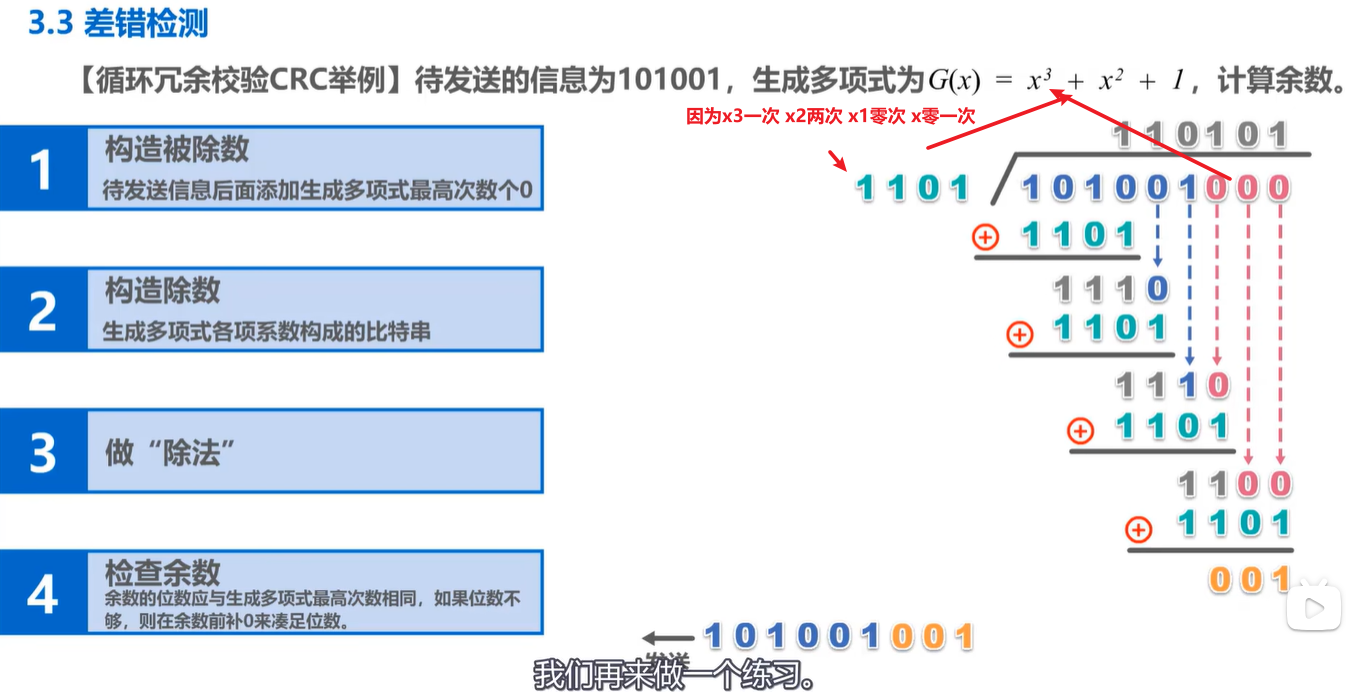 3.3 差错检测
【循环冗余校验CRC举例】待发送的信息为101001，生成多项式为G(x) = x³ + x² + 1，计算余数。
因为x3一次 x2两次 x1零次 x零一次
1
构造被除数
待发送信息后面添加生成多项式最高次数个0
2
构造除数
生成多项式各项系数构成的比特串
3
做“除法”
4
检查余数
余数的位数应与生成多项式最高次数相同，如果位数不
够，则在余数前补0来凑足位数。
110101
1101 101001000
1101
1110
1101
1110
1101
1100
1101
001
101001001
发送
我们再来做一个练习。